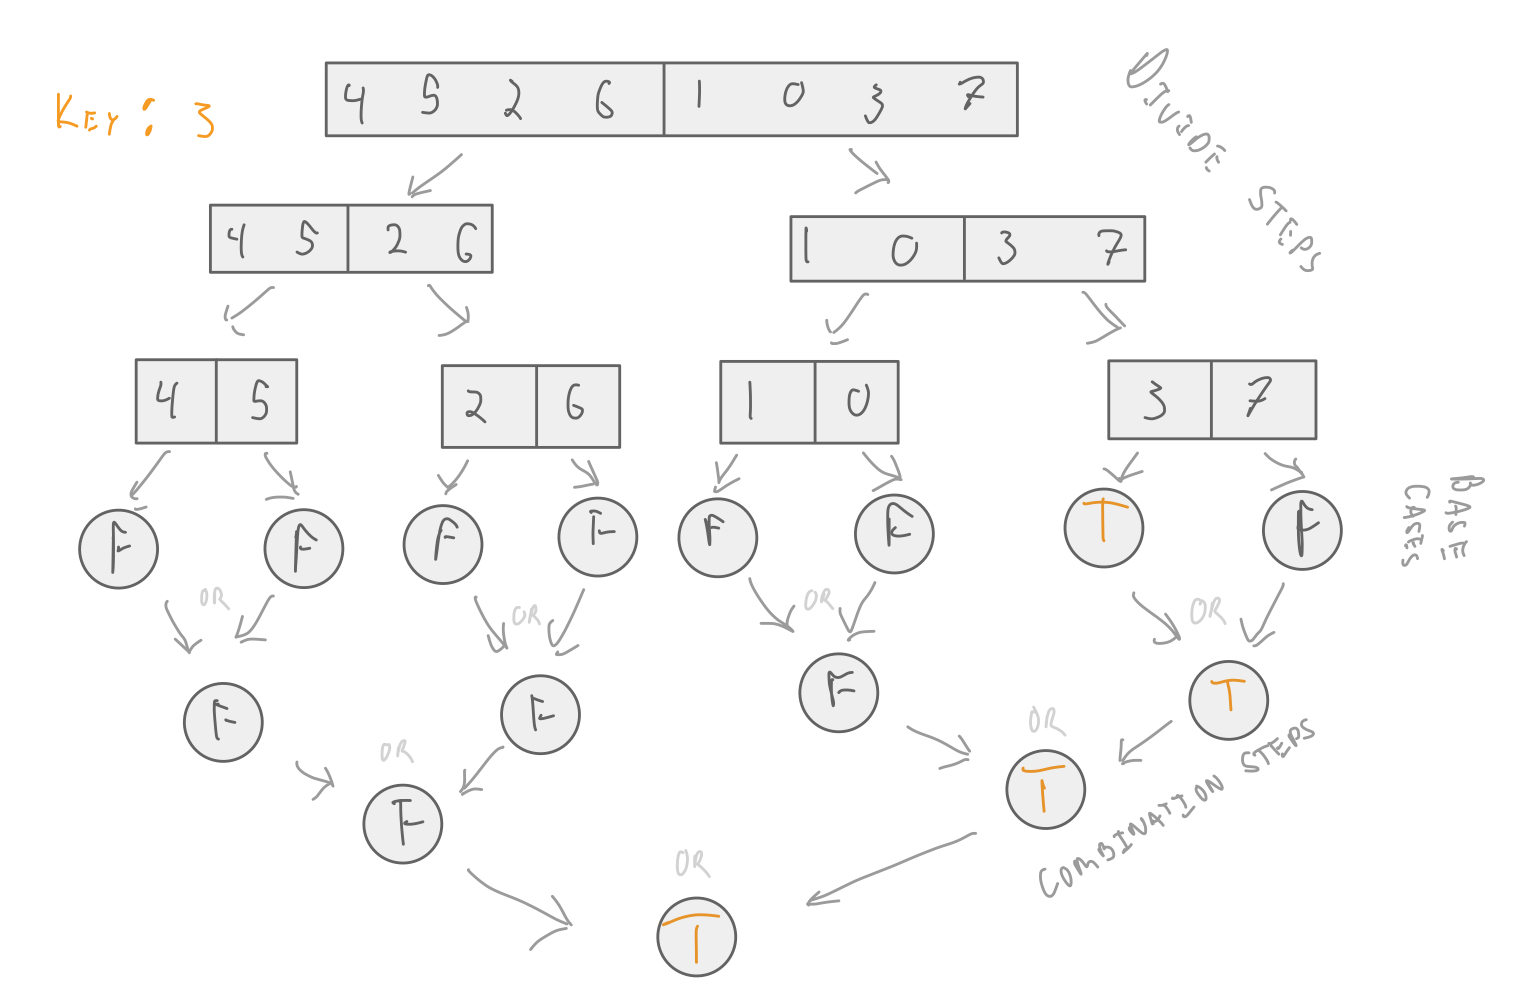 KEY: 3
4 5 2 6 1 0 3 7
DIVIDE STEPS
4 5 2 6
1 0 3 7
4 5
2 6
1 0
3 7
F F F F F F T F
BASE CASES
OR OR OR OR
F F F T
OR OR
F T
COMBINATION STEPS
OR
T